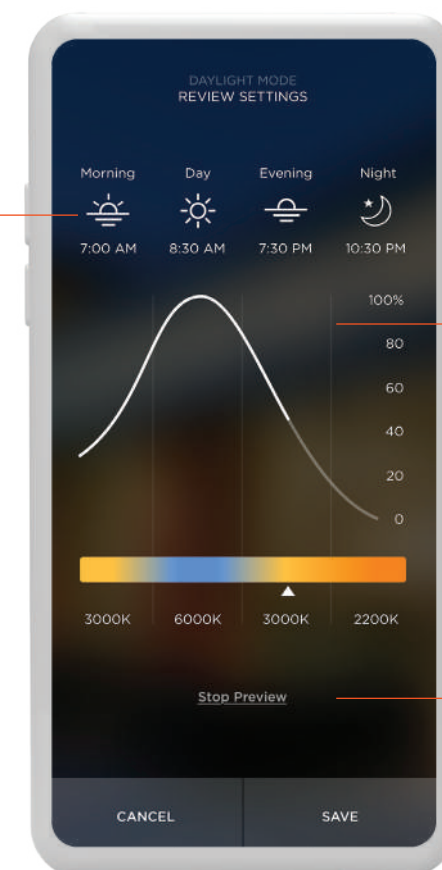 DAYLIGHT MODE
REVIEW SETTINGS
Morning Day Evening Night
7:00 AM 8:30 AM 7:30 PM 10:30 PM
100%
80
60
40
20
0
3000K 6000K 3000K 2200K
Stop Preview
CANCEL SAVE